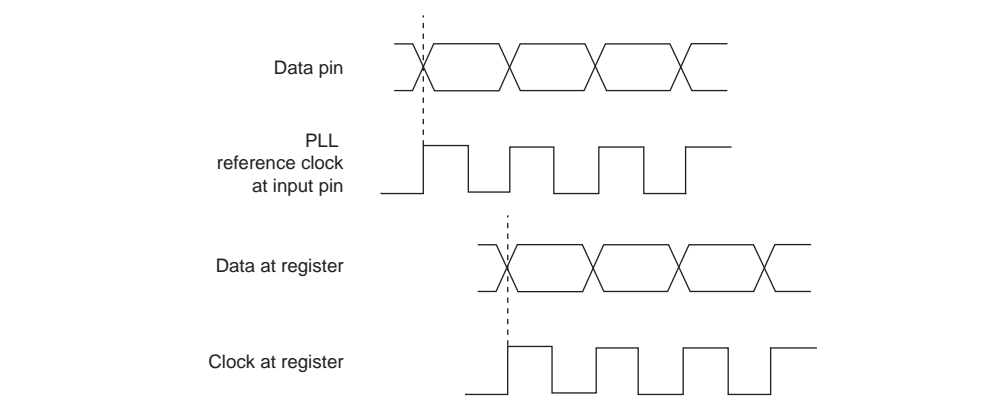 Data pin
PLL
reference clock
at input pin
Data at register
Clock at register